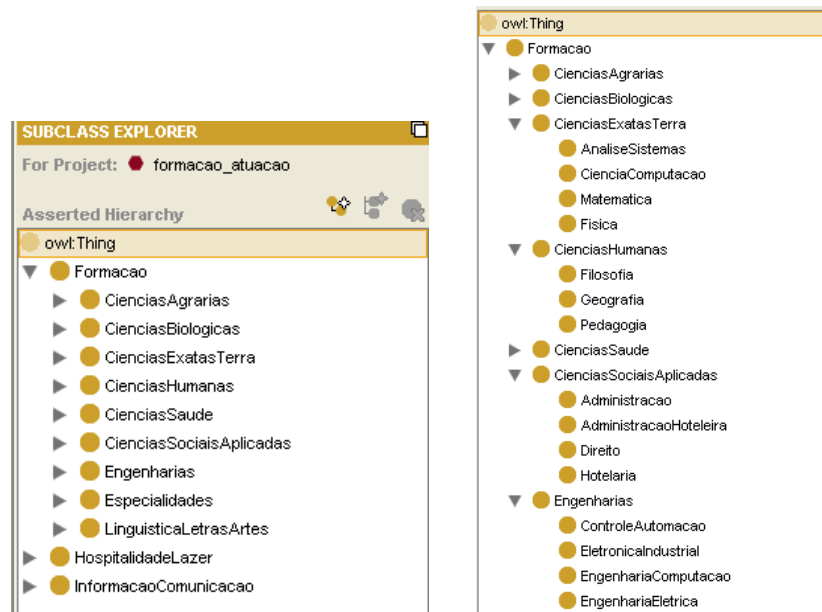 SUBCLASS EXPLORER
For Project: formacao_atuacao
Asserted Hierarchy
owl:Thing
Formacao
CienciasAgrarias
CienciasBiologicas
CienciasExatasTerra
CienciasHumanas
CienciasSaude
CienciasSociaisAplicadas
Engenharias
Especialidades
LinguisticaLetrasArtes
HospitalidadeLazer
InformacaoComunicacao
owl:Thing
Formacao
CienciasAgrarias
CienciasBiologicas
CienciasExatasTerra
AnaliseSistemas
CienciaComputacao
Matematica
Fisica
CienciasHumanas
Filosofia
Geografia
Pedagogia
CienciasSaude
CienciasSociaisAplicadas
Administracao
AdministracaoHoteleira
Direito
Hotelaria
Engenharias
ControleAutomacao
EletronicaIndustrial
EngenhariaComputacao
EngenhariaEletrica